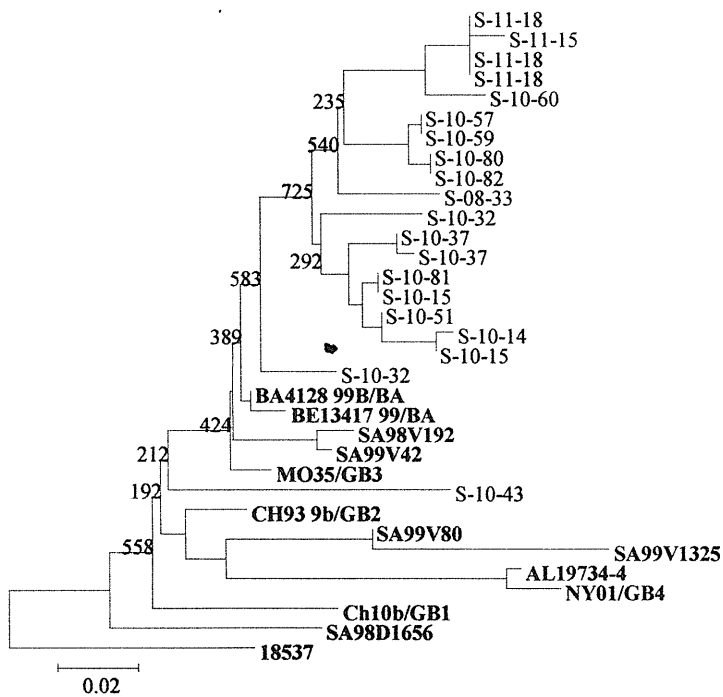 S-11-18
S-11-15
S-11-18
S-11-18
235
S-10-60
S-10-57
S-10-59
540
S-10-80
S-10-82
725
S-08-33
S-10-32
S-10-37
292
S-10-37
583
S-10-81
S-10-15
S-10-51
389
S-10-14
S-10-15
S-10-32
BA4128 99B/BA
BE13417 99/BA
424
SA98V192
SA99V42
212
MO35/GB3
192
S-10-43
CH93 9b/GB2
SA99V80
558
SA99V1325
AL19734-4
NY01/GB4
Ch10b/GB1
SA98D1656
18537
0.02